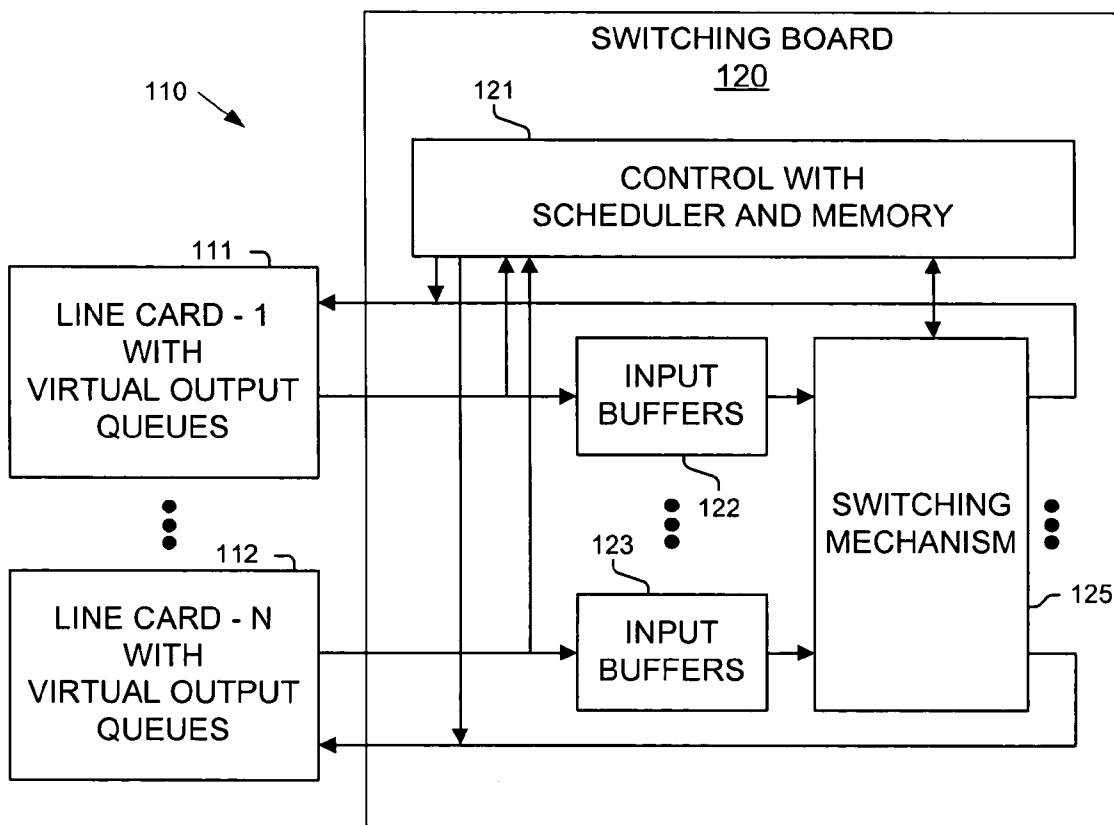 SWITCHING BOARD
120
110
121
CONTROL WITH
SCHEDULER AND MEMORY
111
LINE CARD - 1
WITH
VIRTUAL OUTPUT
QUEUES
INPUT
BUFFERS
122
SWITCHING
MECHANISM
125
112
LINE CARD - N
WITH
VIRTUAL OUTPUT
QUEUES
123
INPUT
BUFFERS